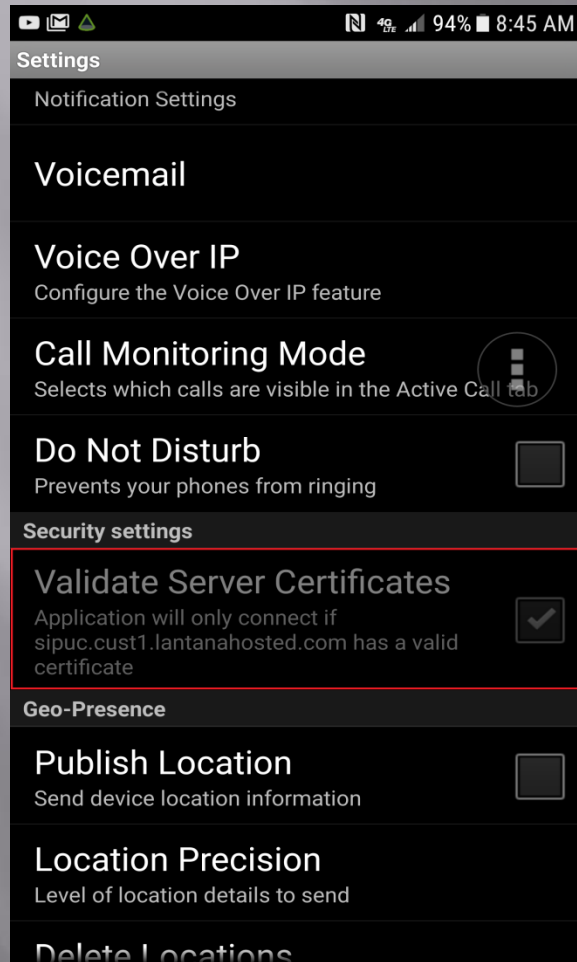 4G LTE 94% 8:45 AM
Settings
Notification Settings
Voicemail
Voice Over IP
Configure the Voice Over IP feature
Call Monitoring Mode
Selects which calls are visible in the Active Call tab
Do Not Disturb
Prevents your phones from ringing
Security settings
Validate Server Certificates
Application will only connect if
sipuc.cust1.lantanahosted.com has a valid
certificate
Geo-Presence
Publish Location
Send device location information
Location Precision
Level of location details to send
Delete Locations